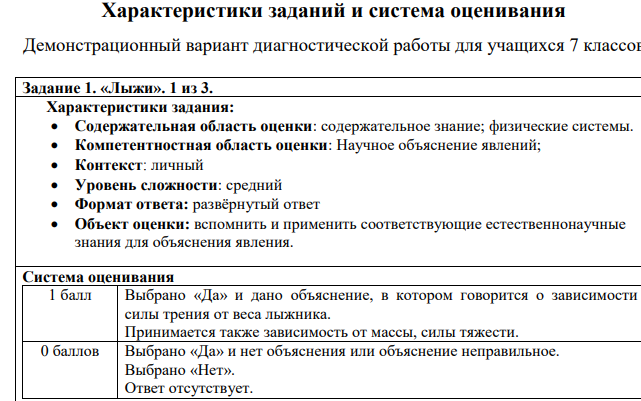 Характеристики заданий и система оценивания
Демонстрационный вариант диагностической работы для учащихся 7 классов
Задание 1. «Лыжи». 1 из 3.
Характеристики задания:
• Содержательная область оценки: содержательное знание; физические системы.
• Компетентностная область оценки: Научное объяснение явлений;
• Контекст: личный
• Уровень сложности: средний
• Формат ответа: развёрнутый ответ
• Объект оценки: вспомнить и применить соответствующие естественнонаучные
знания для объяснения явления.
Система оценивания
1 балл Выбрано «Да» и дано объяснение, в котором говорится о зависимости
силы трения от веса лыжника.
Принимается также зависимость от массы, силы тяжести.
0 баллов Выбрано «Да» и нет объяснения или объяснение неправильное.
Выбрано «Нет».
Ответ отсутствует.